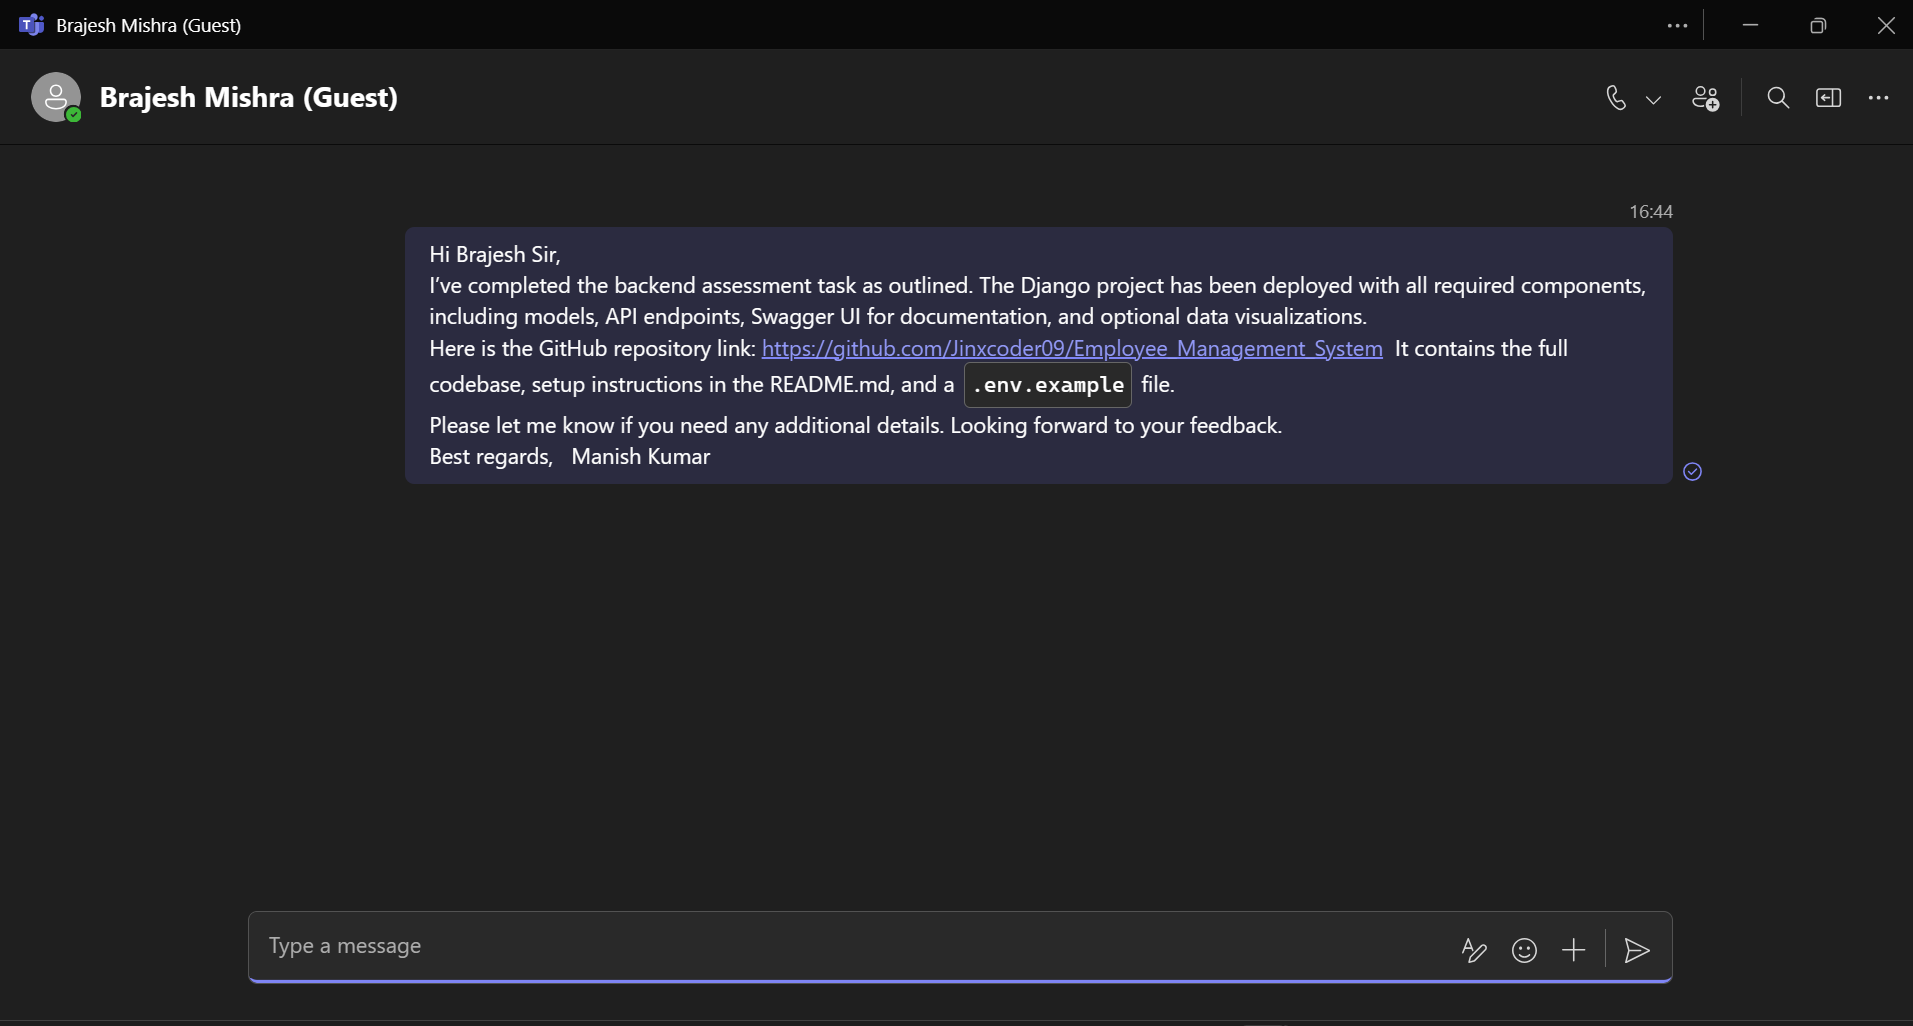 Brajesh Mishra (Guest)
Brajesh Mishra (Guest)
16:44
Hi Brajesh Sir,
I've completed the backend assessment task as outlined. The Django project has been deployed with all required components,
including models, API endpoints, Swagger UI for documentation, and optional data visualizations.
Here is the GitHub repository link: https://github.com/Jinxcoder09/Employee_Management_System It contains the full
codebase, setup instructions in the README.md, and a .env.example file.
Please let me know if you need any additional details. Looking forward to your feedback.
Best regards, Manish Kumar
Type a message